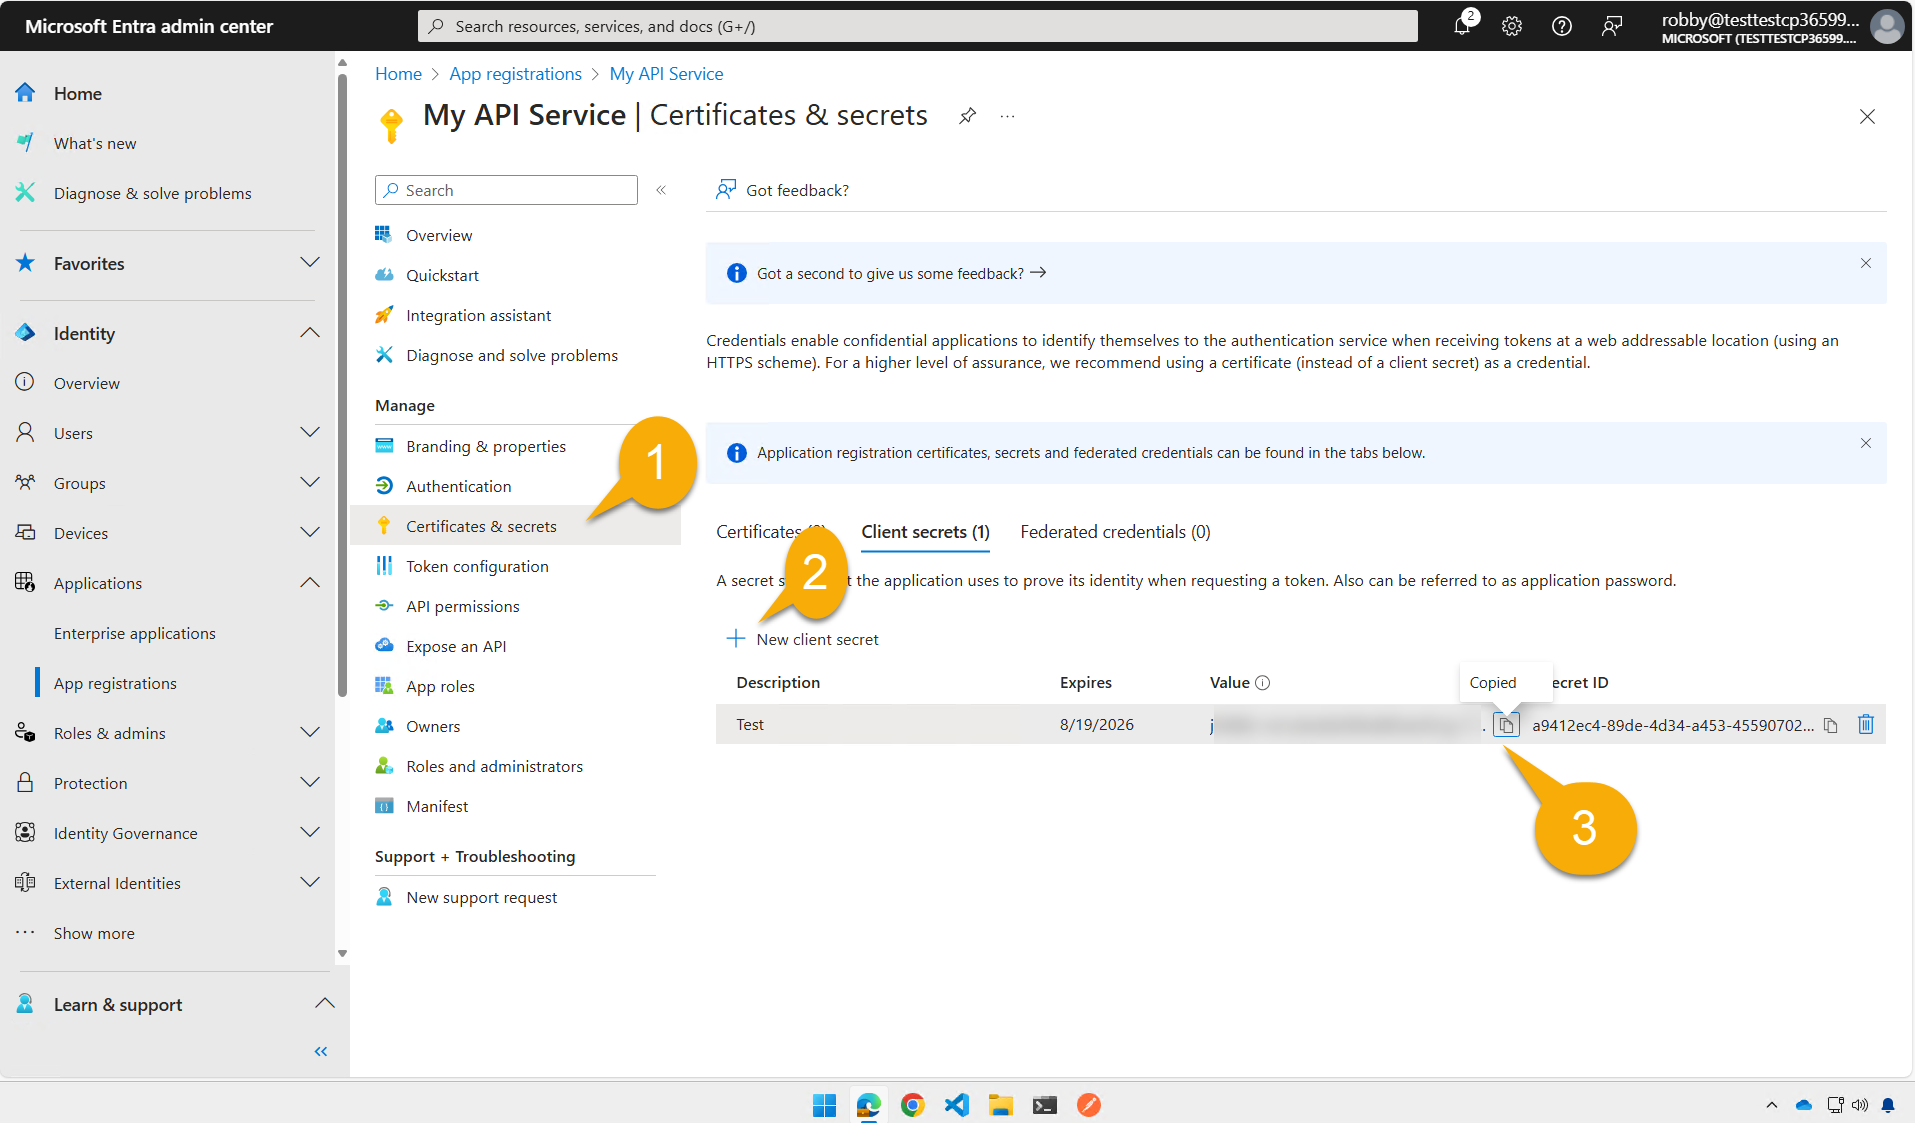 Microsoft Entra admin center
Search resources, services, and docs (G+/)
2
robby@testtestcp36599...
MICROSOFT (TESTTESTCP36599....
Home
What's new
Diagnose & solve problems
Favorites
Identity
Overview
Users
Groups
Devices
Applications
Enterprise applications
App registrations
Roles & admins
Protection
Identity Governance
External Identities
Show more
Learn & support
Home > App registrations > My API Service
My API Service | Certificates & secrets
Search
Overview
Quickstart
Integration assistant
Diagnose and solve problems
Manage
Branding & properties
Authentication
Certificates & secrets
Token configuration
API permissions
Expose an API
App roles
Owners
Roles and administrators
Manifest
Support + Troubleshooting
New support request
1
Got feedback?
Got a second to give us some feedback?
Credentials enable confidential applications to identify themselves to the authentication service when receiving tokens at a web addressable location (using an
HTTPS scheme). For a higher level of assurance, we recommend using a certificate (instead of a client secret) as a credential.
Application registration certificates, secrets and federated credentials can be found in the tabs below.
Certificates Client secrets (1) Federated credentials (0)
2
A secret the application uses to prove its identity when requesting a token. Also can be referred to as application password.
New client secret
Description Expires Value Copied ecret ID
Test 8/19/2026 a9412ec4-89de-4d34-a453-45590702...
3